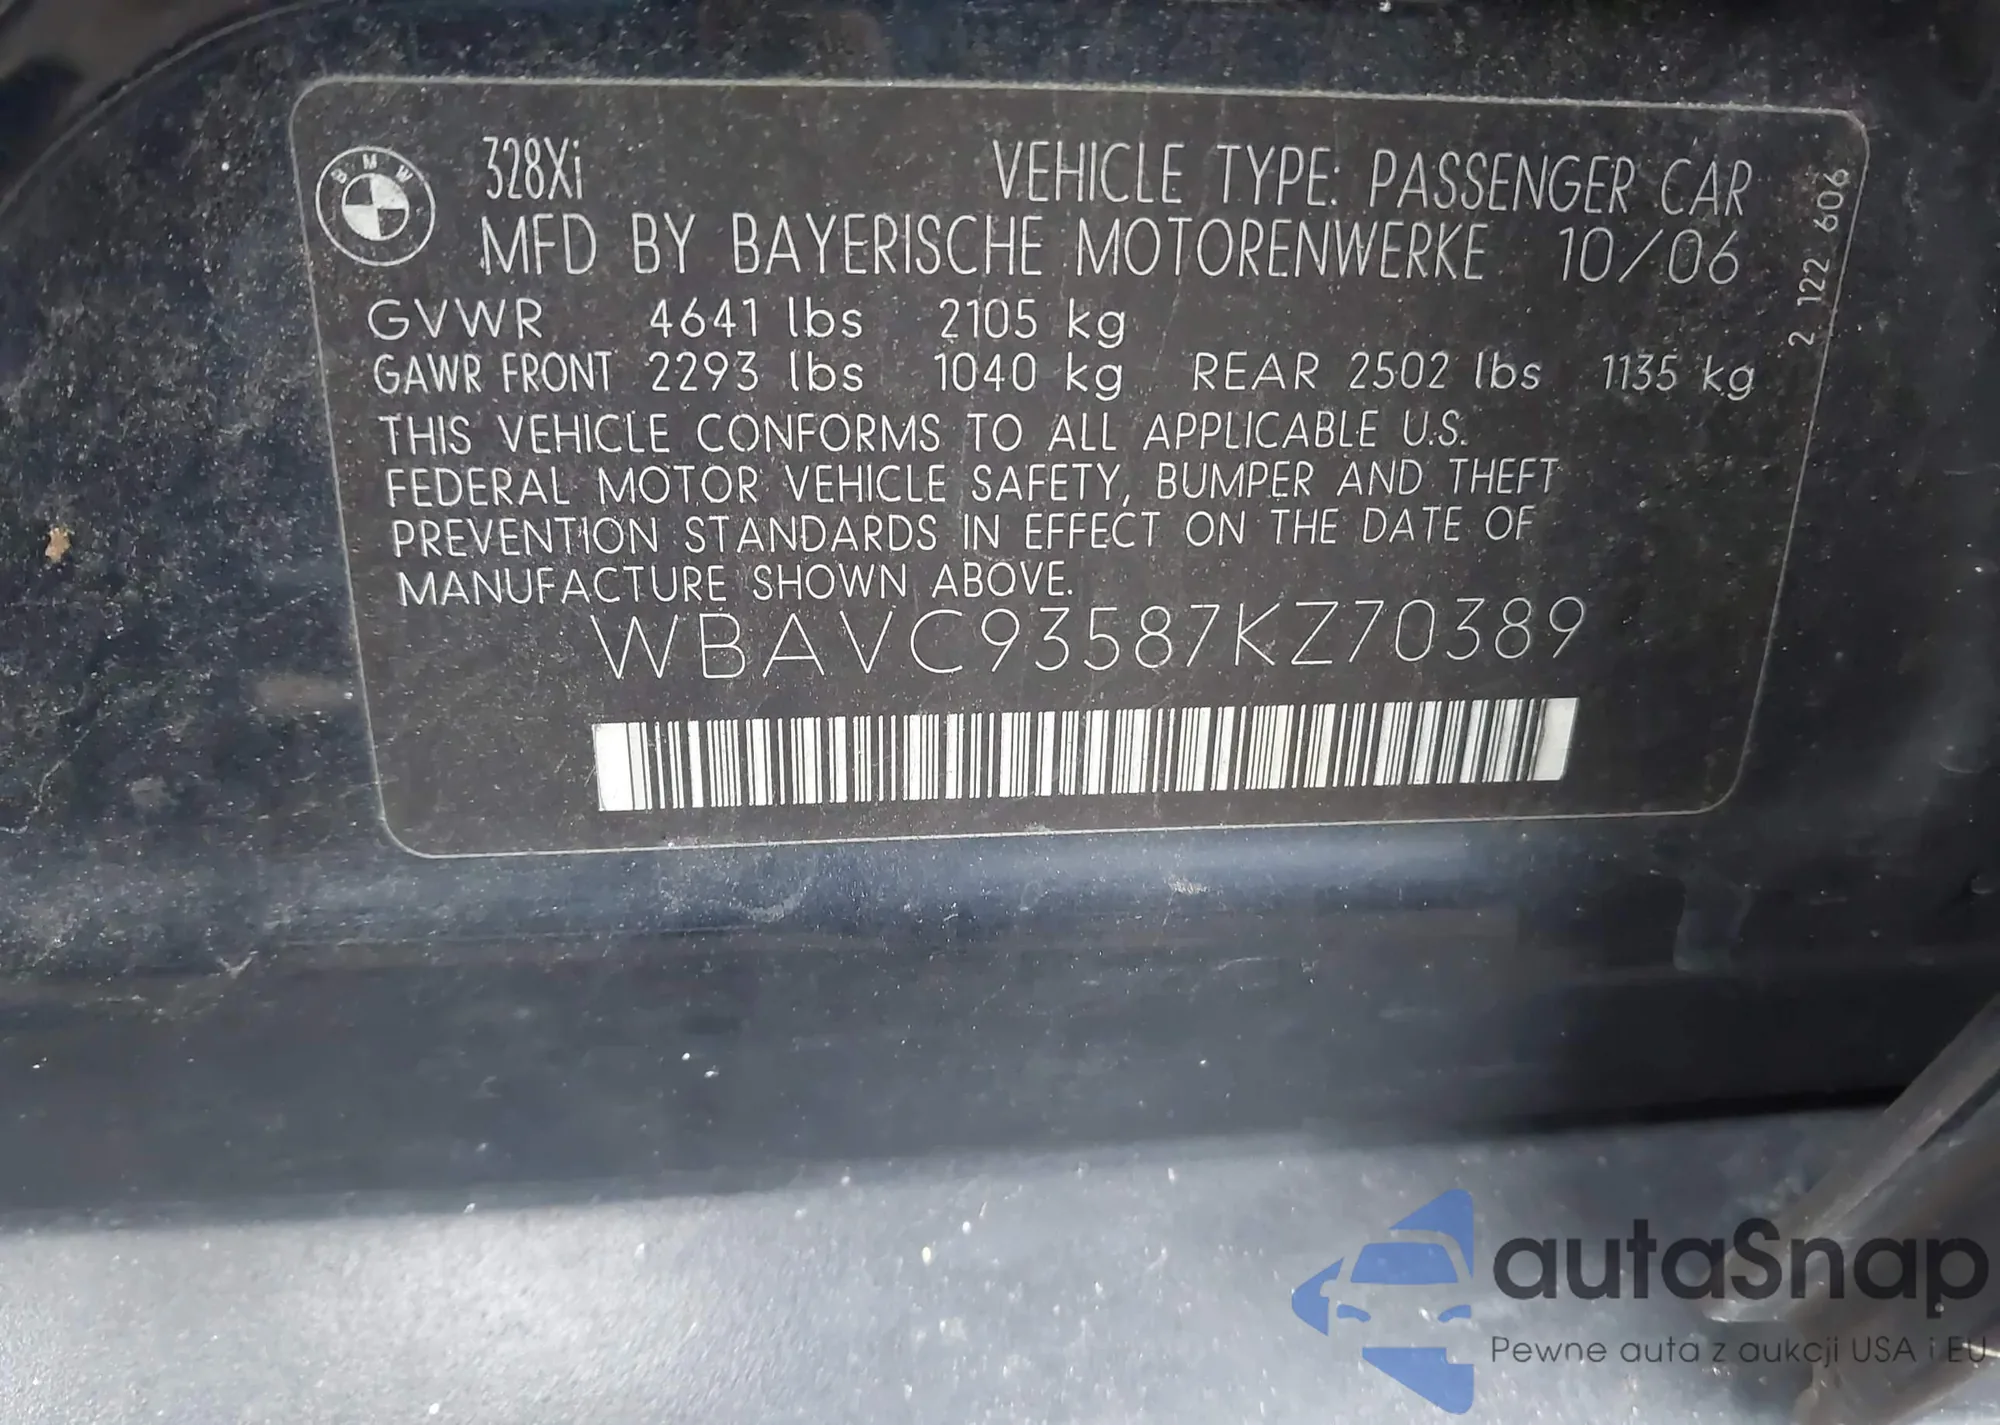 BMW
328Xi
VEHICLE TYPE: PASSENGER CAR
MFD BY BAYERISCHE MOTORENWERKE 10/06
GVWR 4641 lbs 2105 kg
GAWR FRONT 2293 lbs 1040 kg REAR 2502 lbs 1135 kg
THIS VEHICLE CONFORMS TO ALL APPLICABLE U.S.
FEDERAL MOTOR VEHICLE SAFETY, BUMPER AND THEFT
PREVENTION STANDARDS IN EFFECT ON THE DATE OF
MANUFACTURE SHOWN ABOVE.
WBAVC93587KZ70389
2 122 606
autaSnap
Pewne auta z aukcji USA i EU